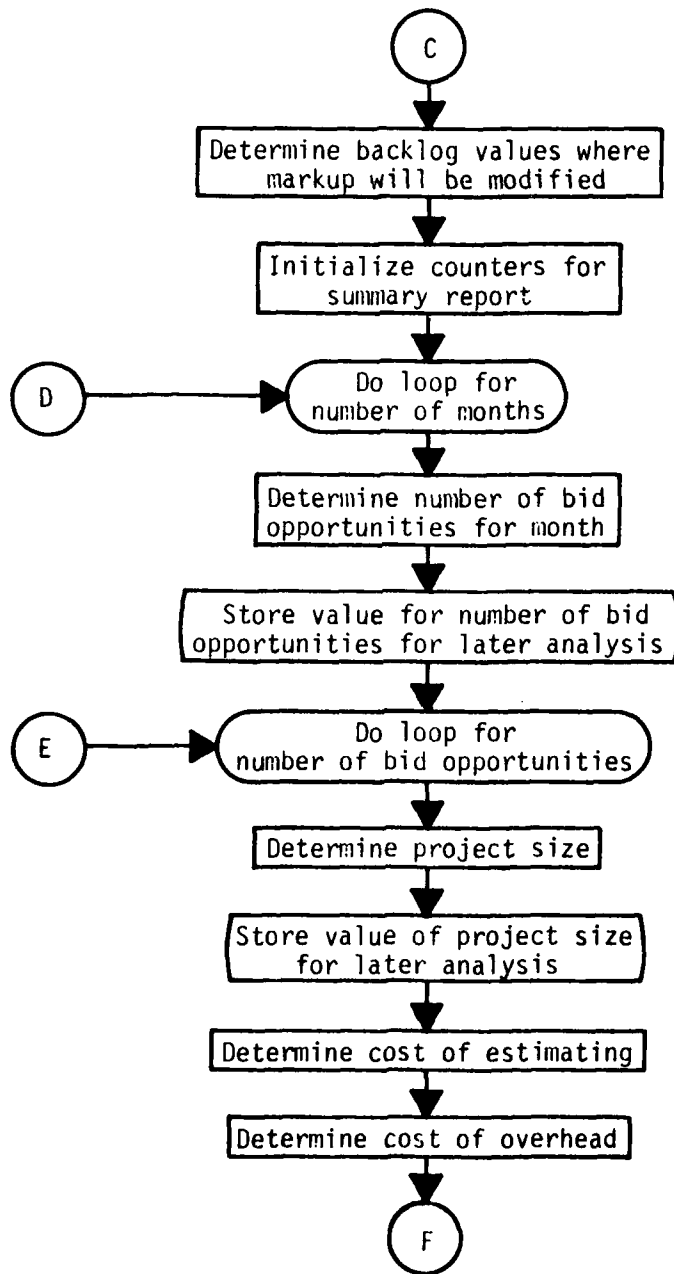 C
Determine backlog values where
markup will be modified
Initialize counters for
summary report
D
Do loop for
number of months
Determine number of bid
opportunities for month
Store value for number of bid
opportunities for later analysis
E
Do loop for
number of bid opportunities
Determine project size
Store value of project size
for later analysis
Determine cost of estimating
Determine cost of overhead
F